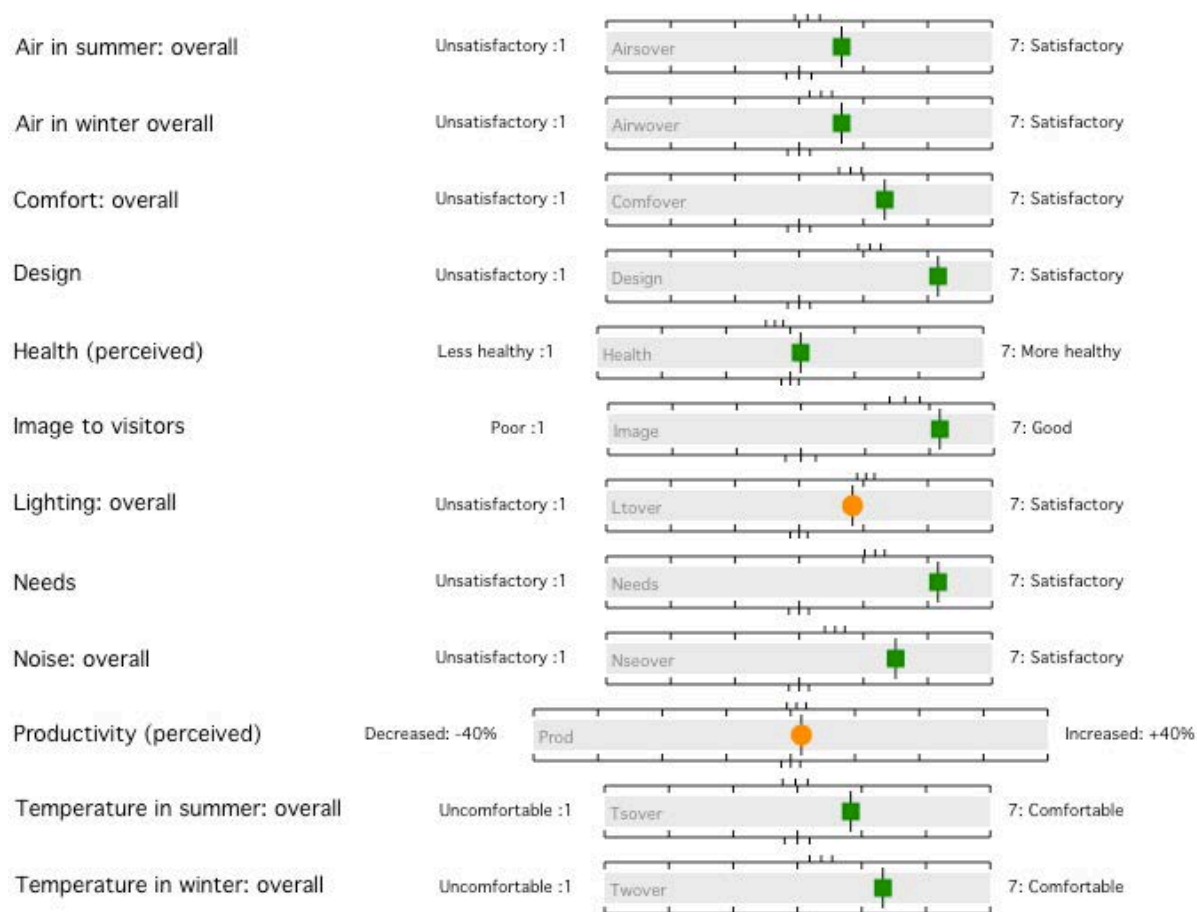 Air in summer: overall Unsatisfactory :1 Airsover 7: Satisfactory
Air in winter overall Unsatisfactory :1 Airwover 7: Satisfactory
Comfort: overall Unsatisfactory :1 Comfover 7: Satisfactory
Design Unsatisfactory :1 Design 7: Satisfactory
Health (perceived) Less healthy :1 Health 7: More healthy
Image to visitors Poor :1 Image 7: Good
Lighting: overall Unsatisfactory :1 Ltover 7: Satisfactory
Needs Unsatisfactory :1 Needs 7: Satisfactory
Noise: overall Unsatisfactory :1 Nseover 7: Satisfactory
Productivity (perceived) Decreased: -40% Prod Increased: +40%
Temperature in summer: overall Uncomfortable :1 Tsover 7: Comfortable
Temperature in winter: overall Uncomfortable :1 Twover 7: Comfortable